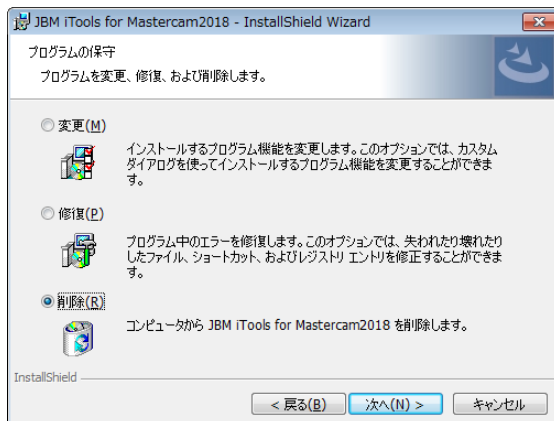 JBM iTools for Mastercam2018 - InstallShield Wizard
プログラムの保守
プログラムを変更、修復、および削除します。
変更(M)
インストールするプログラム機能を変更します。このオプションでは、カスタム
ダイアログを使ってインストールするプログラム機能を変更することができま
す。
修復(P)
プログラム中のエラーを修復します。このオプションでは、失われたり壊れたり
したファイル、ショートカット、およびレジストリ エントリを修正することができま
す。
削除(R)
コンピュータから JBM iTools for Mastercam2018 を削除します。
InstallShield
< 戻る(B)
次へ(N) >
キャンセル